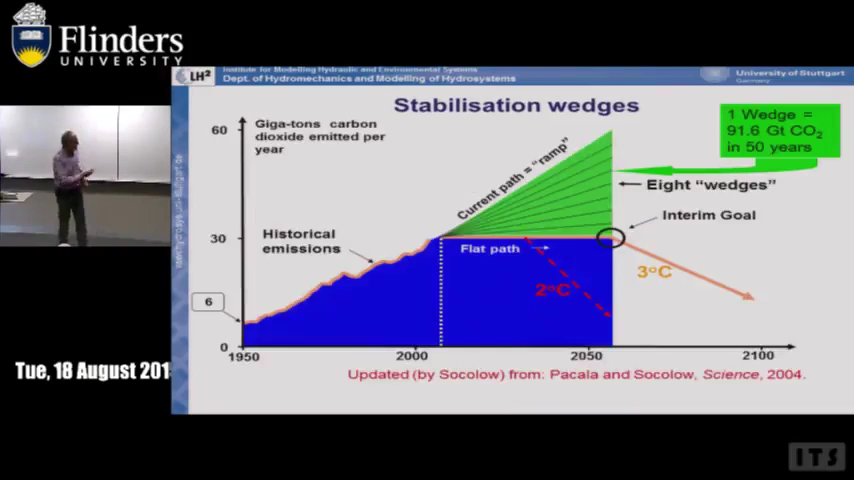 Flinders
UNIVERSITY
LH²
Institute for Modelling Hydraulic and Environmental Systems
Dept. of Hydromechanics and Modelling of Hydrosystems
University of Stuttgart
Germany
Stabilisation wedges
Giga-tons carbon
dioxide emitted per
year
1 Wedge =
91.6 Gt CO₂
in 50 years
60
Current path = "ramp"
Eight "wedges"
Interim Goal
30
Historical
emissions
Flat path
2°C
3°C
6
0
1950
2000
2050
2100
Tue, 18 August 201
Updated (by Socolow) from: Pacala and Socolow, Science, 2004.
ITS